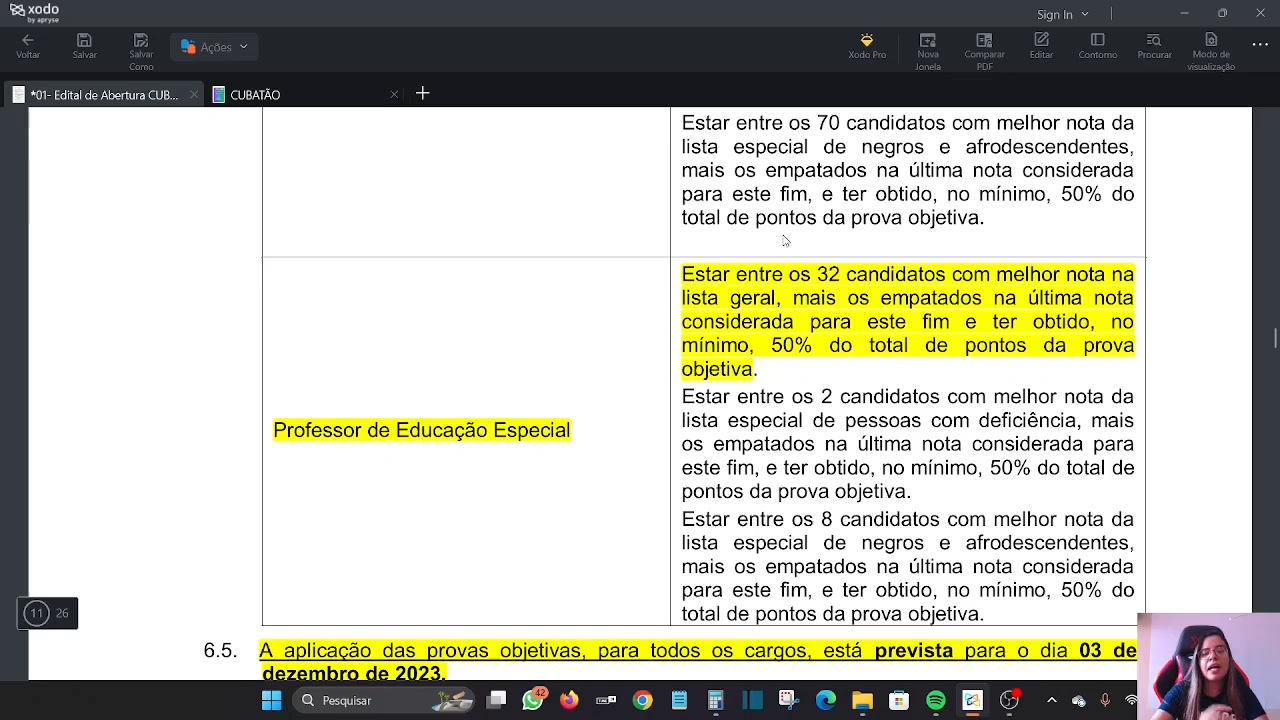 xodo
by apryse
Sign In
Voltar
Salvar
Salvar Como
Ações
Xodo Pro
Nova Jonela
Comparar PDF
Editar
Contorno
Procurar
Modo de visualização
*01- Edital de Abertura CUB...
CUBATÃO
Estar entre os 70 candidatos com melhor nota da
lista especial de negros e afrodescendentes,
mais os empatados na última nota considerada
para este fim, e ter obtido, no mínimo, 50% do
total de pontos da prova objetiva.
Professor de Educação Especial
Estar entre os 32 candidatos com melhor nota na
lista geral, mais os empatados na última nota
considerada para este fim e ter obtido, no
mínimo, 50% do total de pontos da prova
objetiva.
Estar entre os 2 candidatos com melhor nota da
lista especial de pessoas com deficiência, mais
os empatados na última nota considerada para
este fim, e ter obtido, no mínimo, 50% do total de
pontos da prova objetiva.
Estar entre os 8 candidatos com melhor nota da
lista especial de negros e afrodescendentes,
mais os empatados na última nota considerada
para este fim, e ter obtido, no mínimo, 50% do
total de pontos da prova objetiva.
11 26
6.5. A aplicação das provas objetivas, para todos os cargos, está prevista para o dia 03 de
dezembro de 2023.
Pesquisar
42